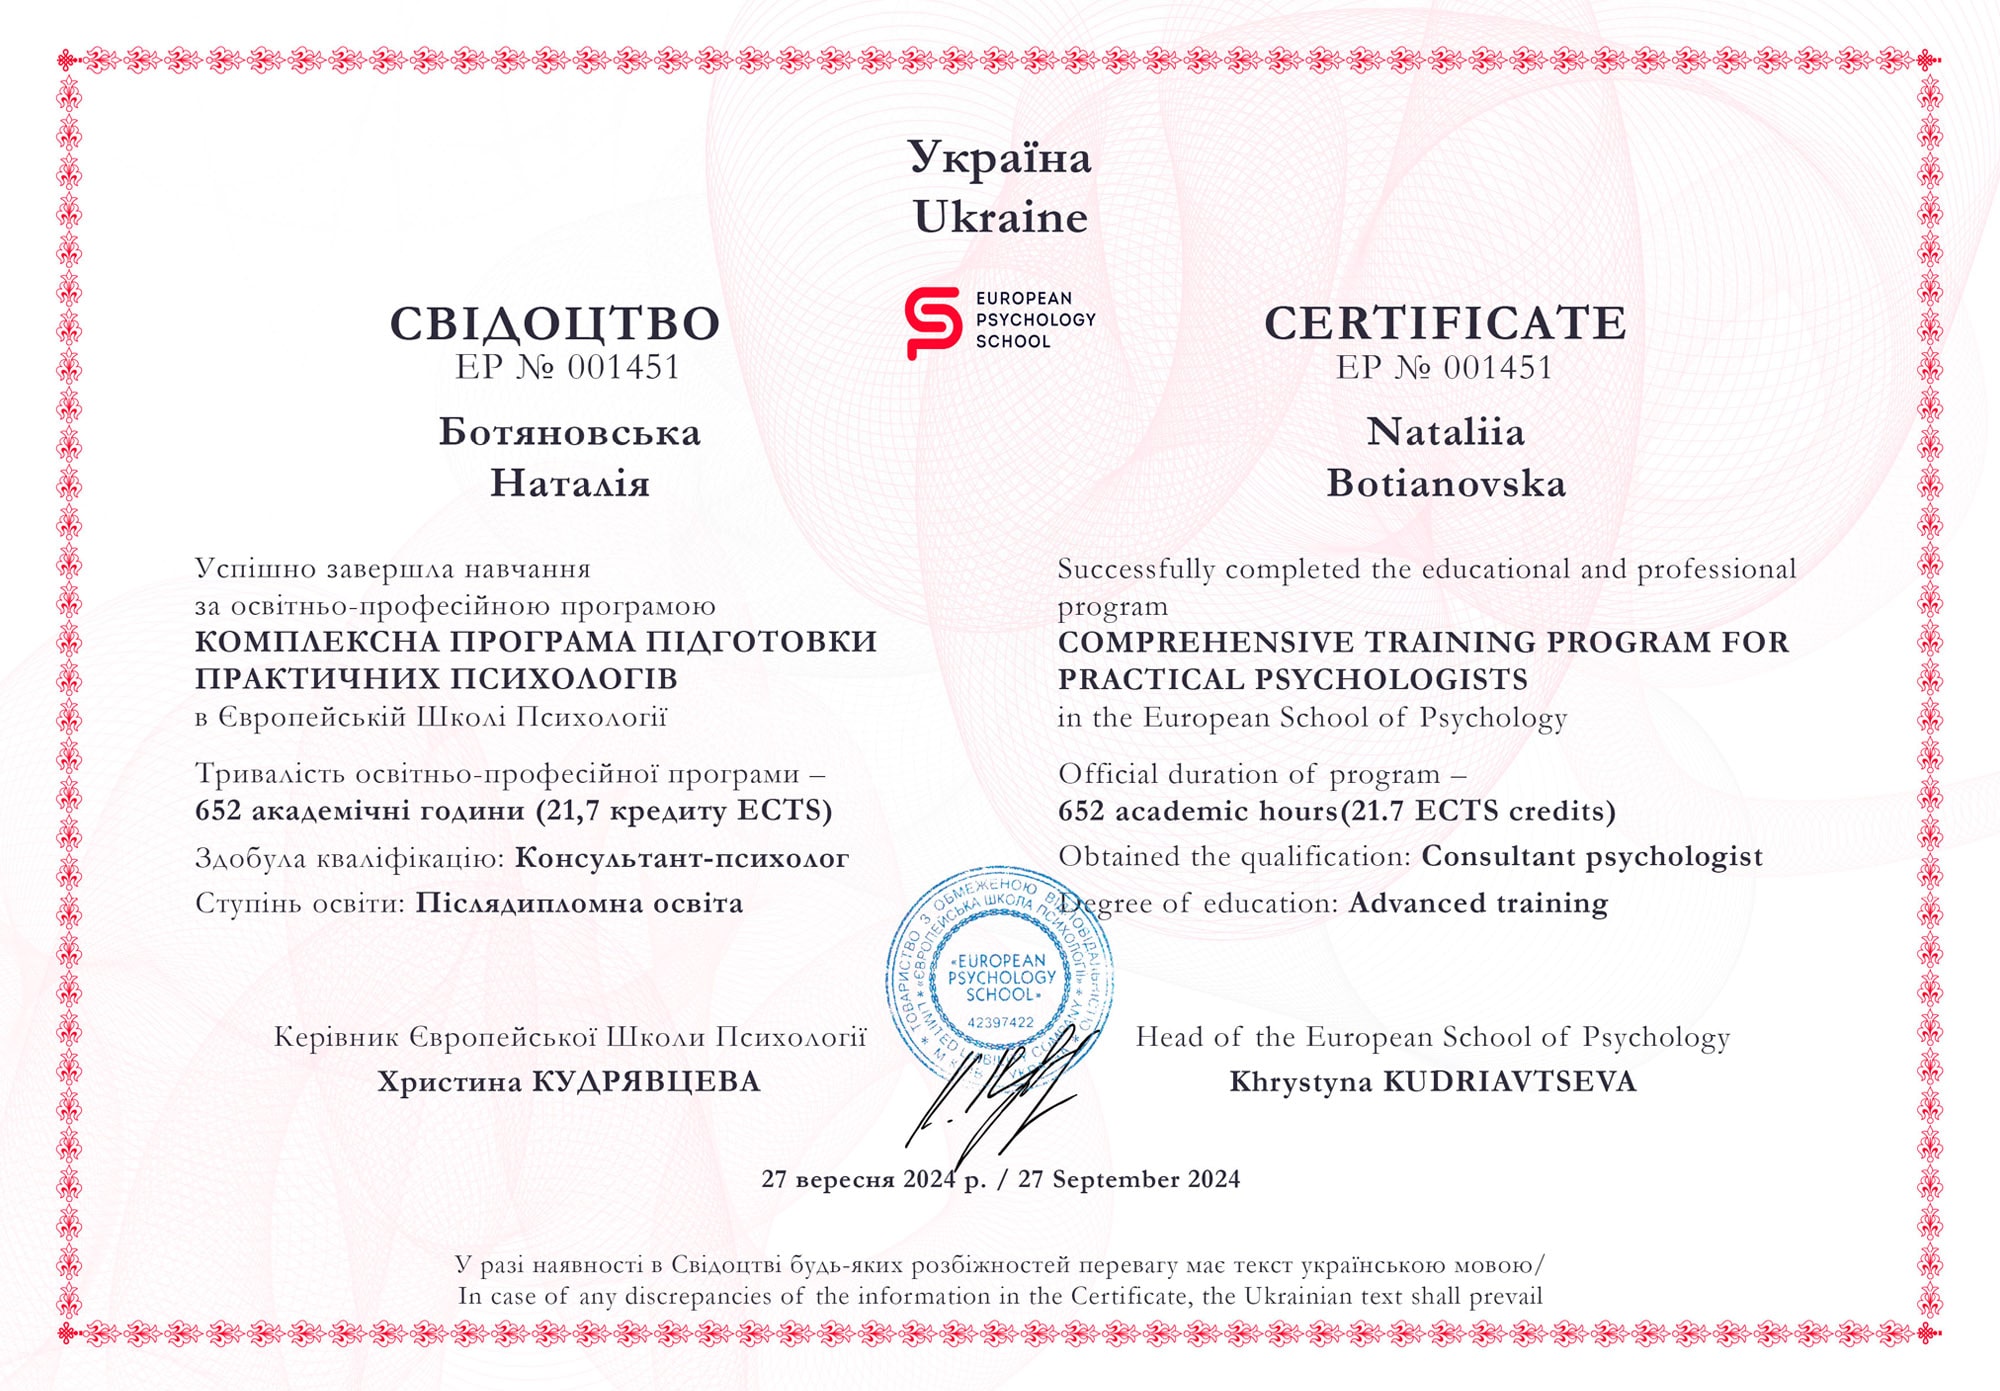 Україна
Ukraine
EUROPEAN
PSYCHOLOGY
SCHOOL
СВІДОЦТВО
ЕР № 001451
Ботяновська
Наталія
Успішно завершла навчання
за освітньо-професійною програмою
КОМПЛЕКСНА ПРОГРАМА ПІДГОТОВКИ
ПРАКТИЧНИХ ПСИХОЛОГІВ
в Європейській Школі Психології
Тривалість освітньо-професійної програми –
652 академічні години (21,7 кредиту ECTS)
Здобула кваліфікацію: Консультант-психолог
Ступінь освіти: Післядипломна освіта
Керівник Європейської Школи Психології
Христина КУДРЯВЦЕВА
CERTIFICATE
EP № 001451
Nataliia
Botianovska
Successfully completed the educational and professional
program
COMPREHENSIVE TRAINING PROGRAM FOR
PRACTICAL PSYCHOLOGISTS
in the European School of Psychology
Official duration of program –
652 academic hours(21.7 ECTS credits)
Obtained the qualification: Consultant psychologist
Degree of education: Advanced training
Head of the European School of Psychology
Khrystyna KUDRIAVTSEVA
ТОВАРИСТВО З ОБМЕЖЕНОЮ ВІДПОВІДАЛЬНІСТЮ
«ЄВРОПЕЙСЬКА ШКОЛА ПСИХОЛОГІЇ»
LIMITED LIABILITY COMPANY
«EUROPEAN
PSYCHOLOGY
SCHOOL»
42397422
27 вересня 2024 р. / 27 September 2024
У разі наявності в Свідоцтві будь-яких розбіжностей перевагу має текст українською мовою/
In case of any discrepancies of the information in the Certificate, the Ukrainian text shall prevail